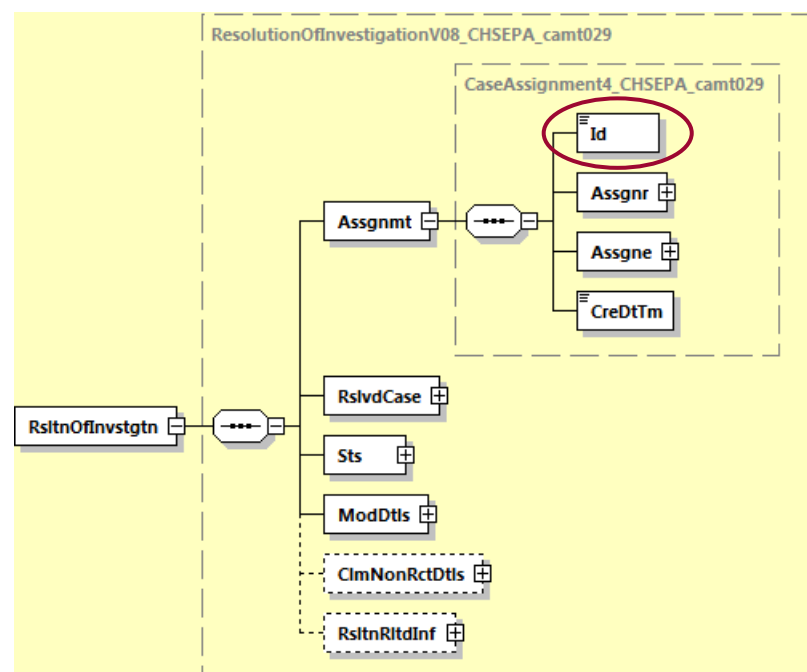 ResolutionOfInvestigationV08_CHSEPA_camt029
CaseAssignment4_CHSEPA_camt029
Id
Assgnr
Assgnmt
Assgne
CreDtTm
RslvdCase
RsltnOfInvstgtn
Sts
ModDtls
ClmNonRctDtls
RsltnRltdInf